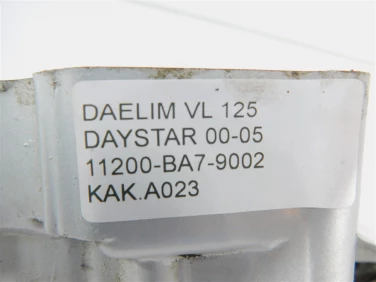 DAELIM VL 125
DAYSTAR 00-05
11200-BA7-9002
KAK.A023